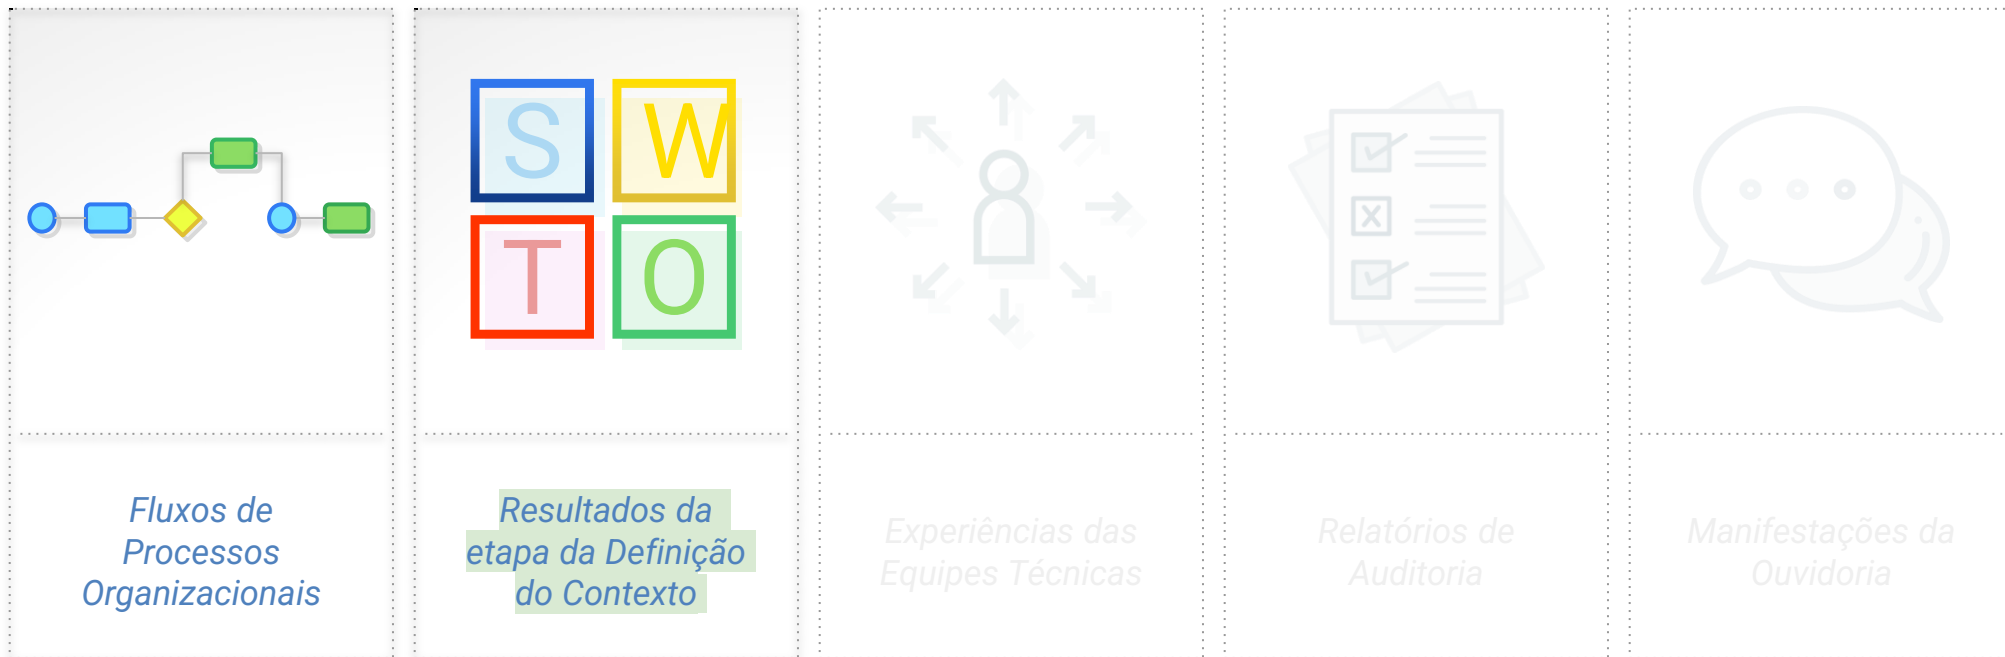 S W
T O
Fluxos de
Processos
Organizacionais
Resultados da
etapa da Definição
do Contexto
Experiências das
Equipes Técnicas
Relatórios de
Auditoria
Manifestações da
Ouvidoria